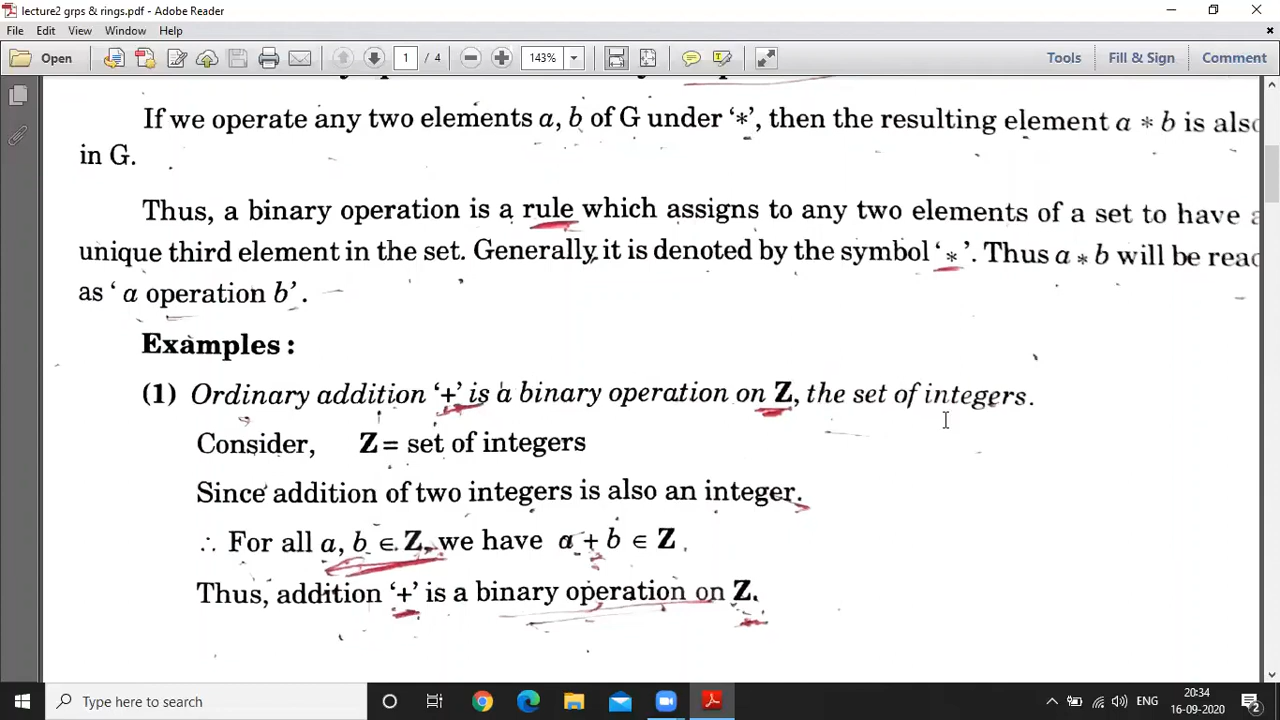 lecture2 grps & rings.pdf - Adobe Reader
File Edit View Window Help
Open 1 / 4 143% Tools Fill & Sign Comment
If we operate any two elements a, b of G under ‘*’, then the resulting element a * b is also
in G.
Thus, a binary operation is a rule which assigns to any two elements of a set to have a
unique third element in the set. Generally, it is denoted by the symbol ‘*’. Thus a * b will be read
as ‘ a operation b’.
Examples :
(1) Ordinary addition ‘+’ is a binary operation on Z, the set of integers.
Consider, Z = set of integers
Since addition of two integers is also an integer.
∴ For all a, b ∈ Z, we have a + b ∈ Z
Thus, addition ‘+’ is a binary operation on Z.
Type here to search
ENG
20:34
16-09-2020
2